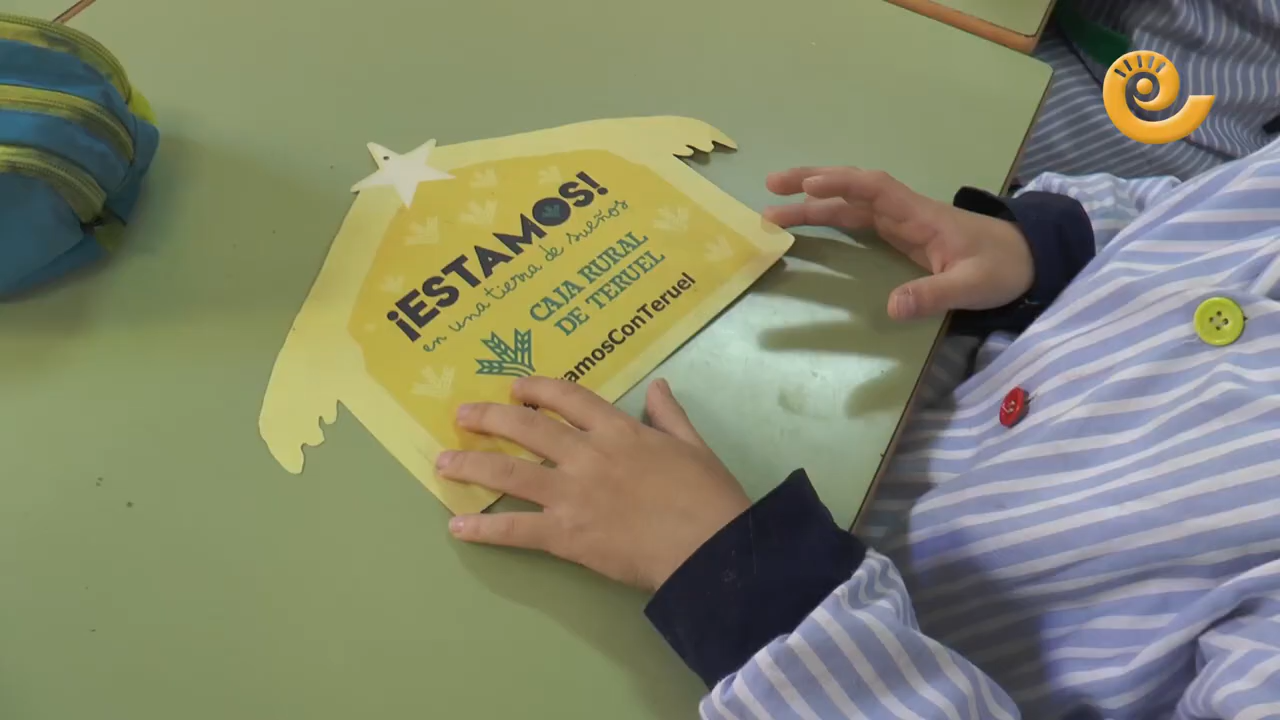 ¡ESTAMOS!
en una tierra de sueños
CAJA RURAL
DE TERUEL
amosConTeruel